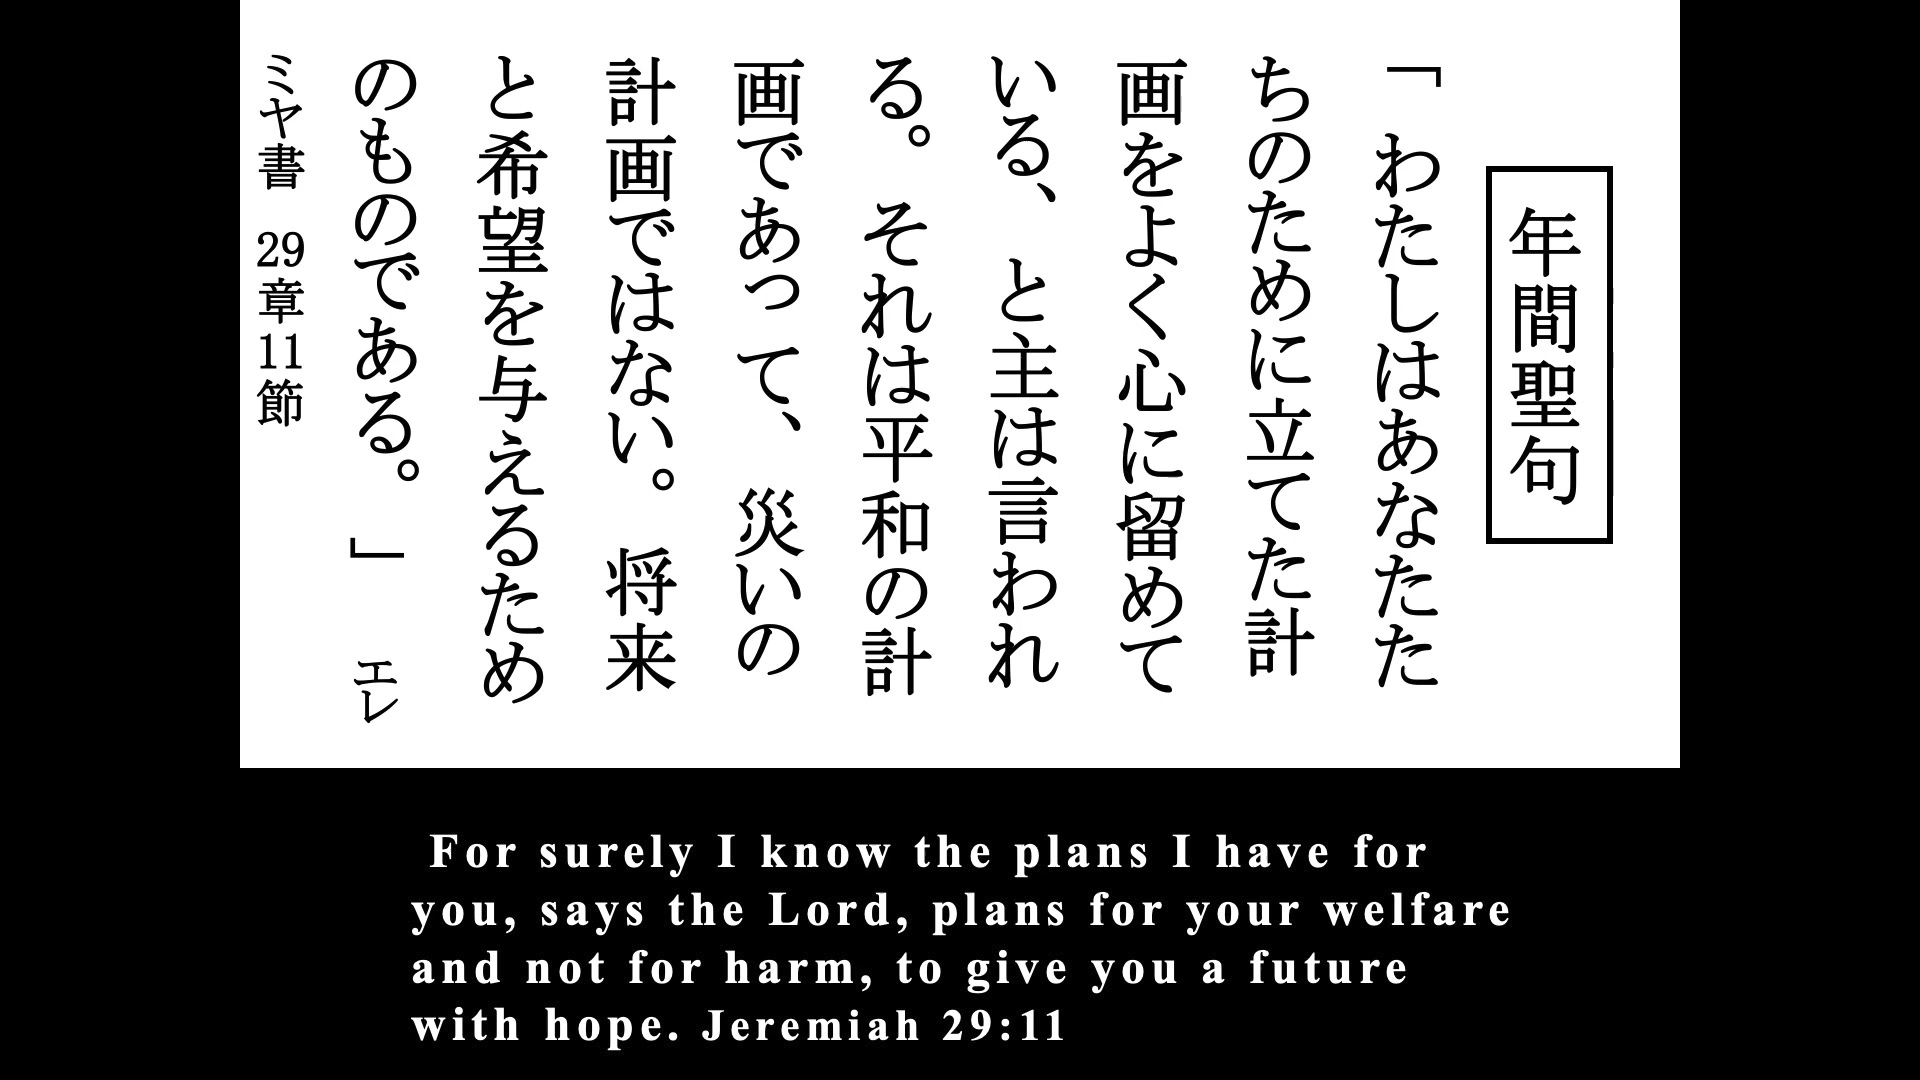 年間聖句
「わたしはあなたた
ちのために立てた計
画をよく心に留めて
いる、と主は言われ
る。それは平和の計
画であって、災いの
計画ではない。将来
と希望を与えるため
のものである。」 エレ
ミヤ書 29章11節
For surely I know the plans I have for
you, says the Lord, plans for your welfare
and not for harm, to give you a future
with hope. Jeremiah 29:11